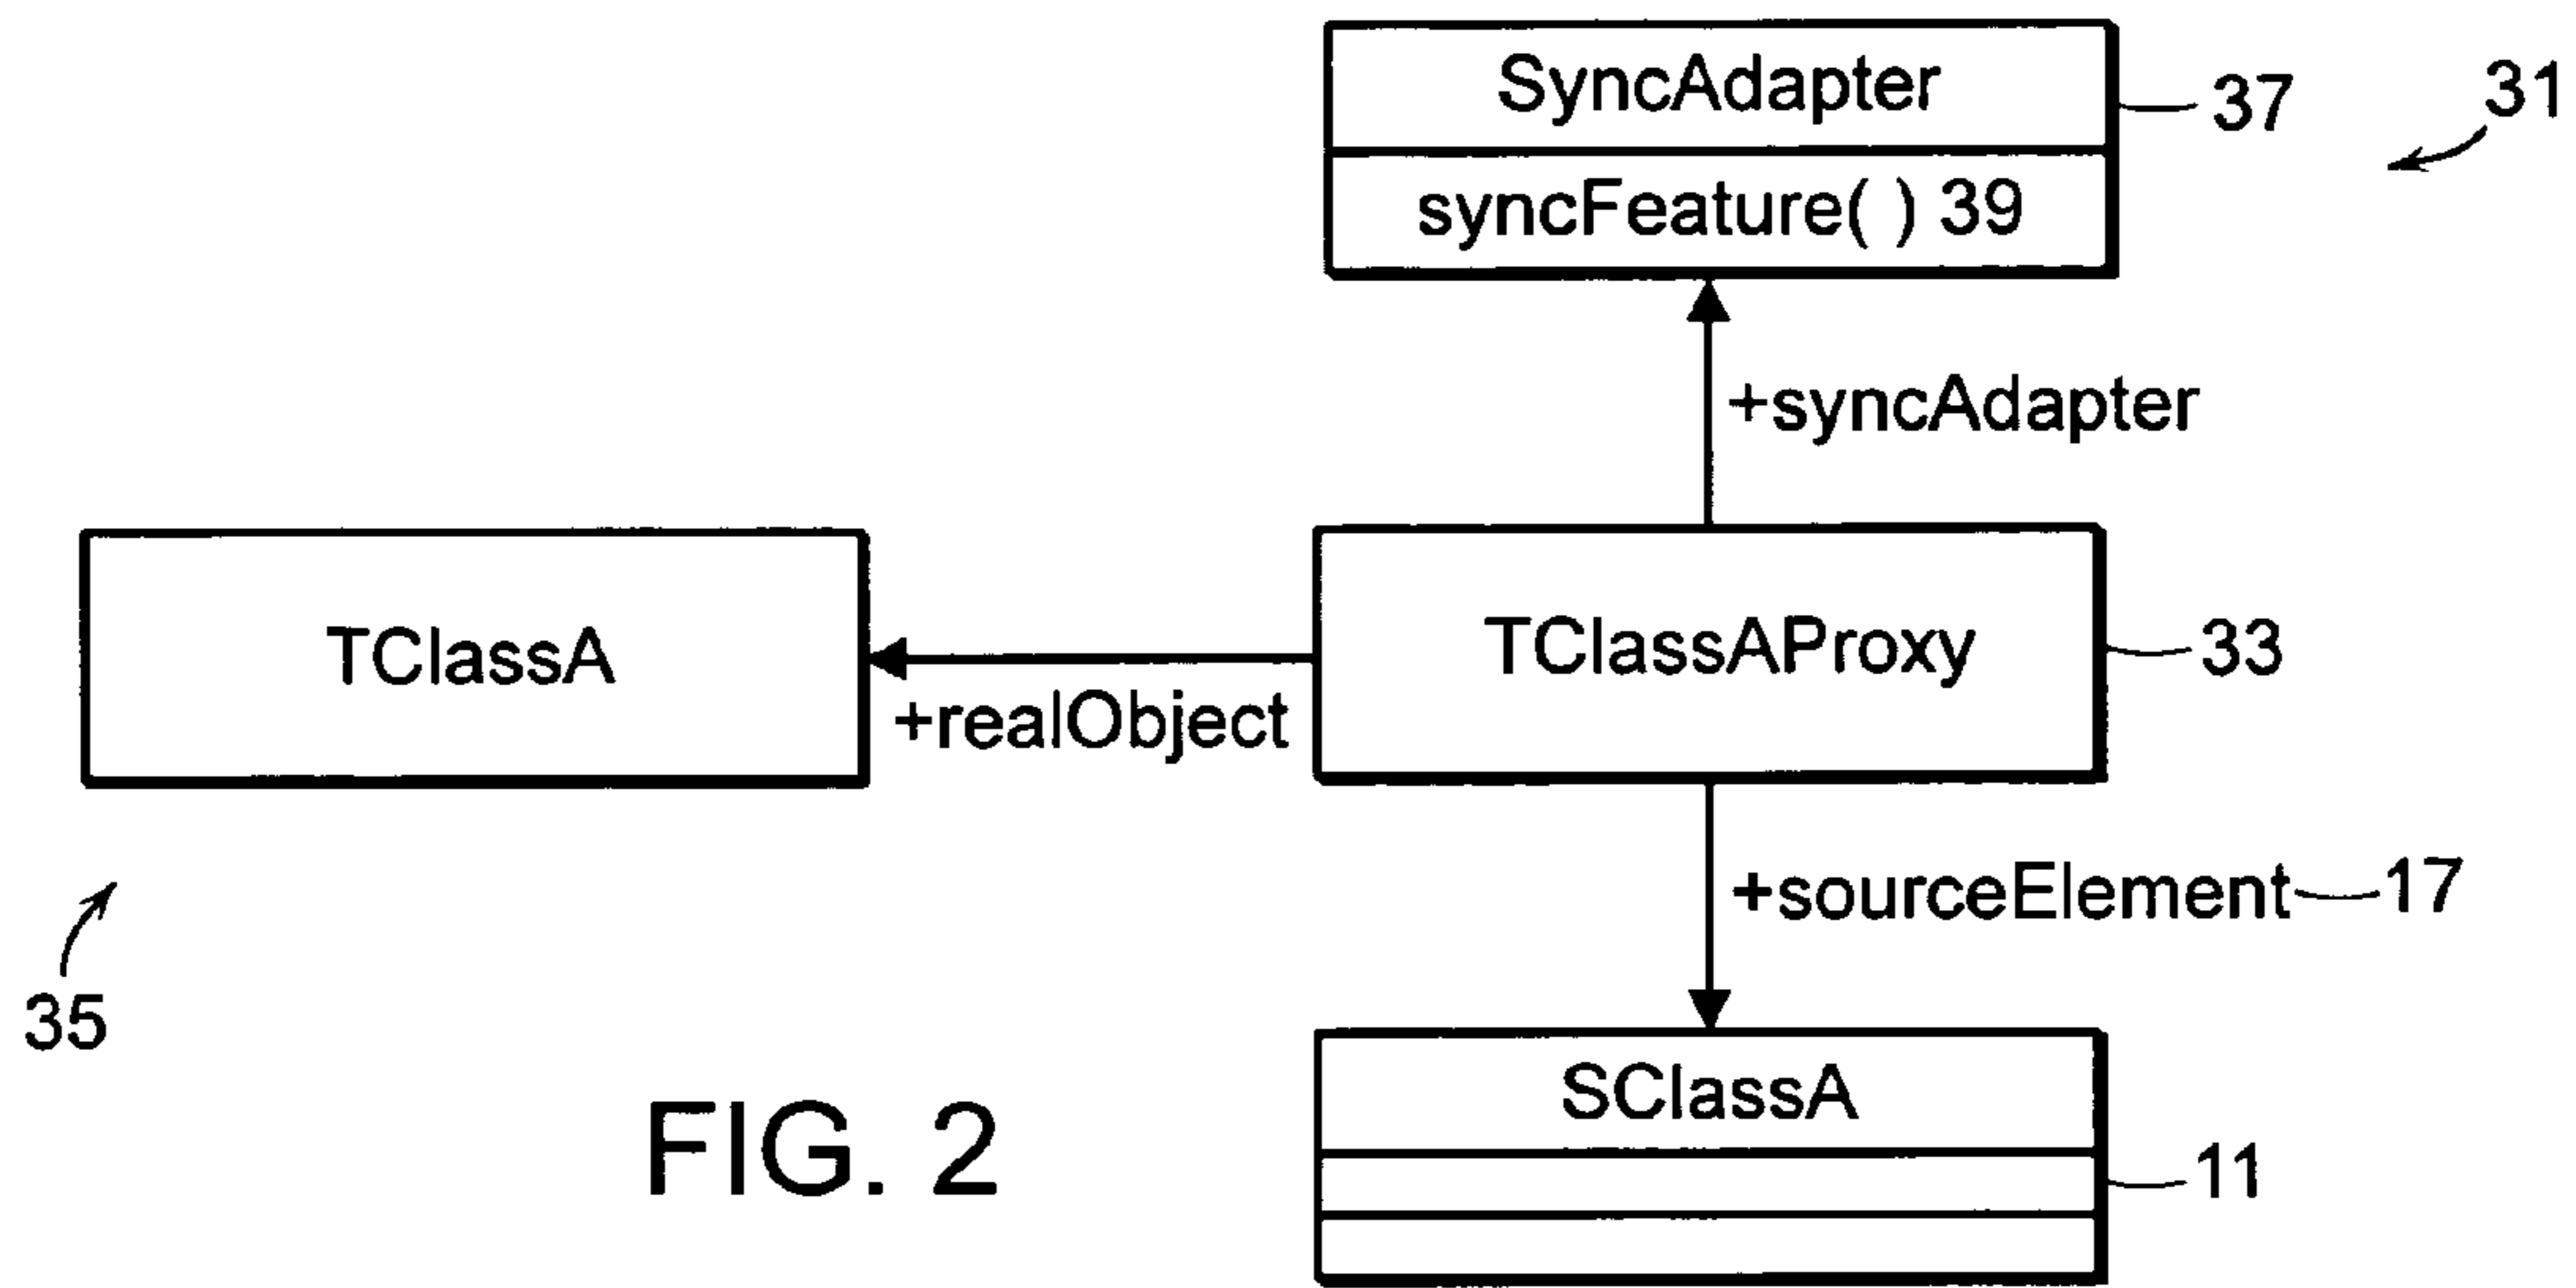 SyncAdapter
37
31
syncFeature( ) 39
+syncAdapter
TClassA
TClassAProxy
33
+realObject
+sourceElement 17
35
SClassA
11
FIG. 2